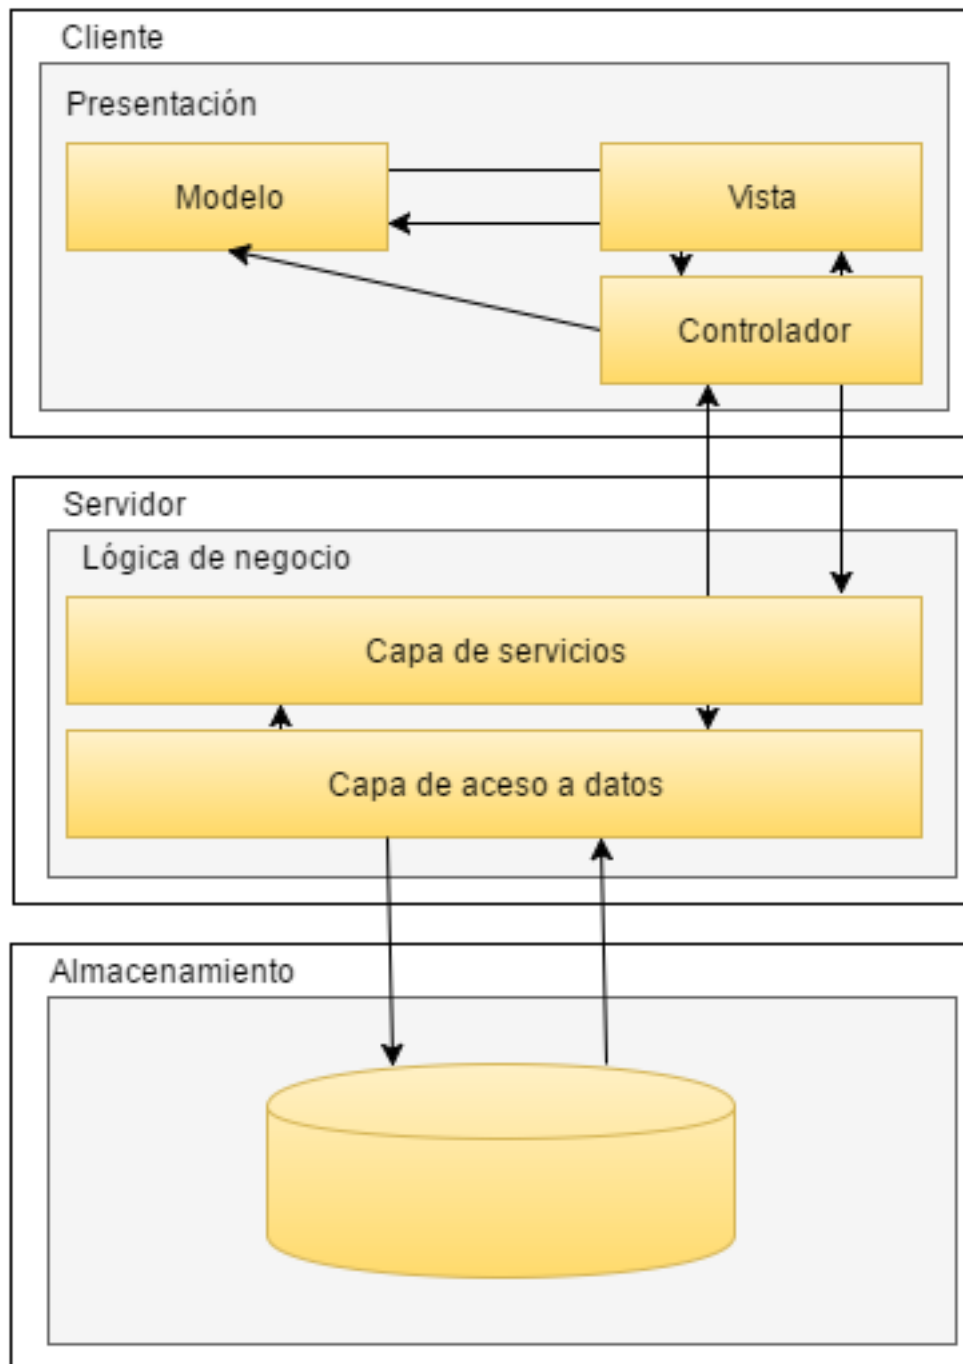 Cliente
Presentación
Modelo
Vista
Controlador
Servidor
Lógica de negocio
Capa de servicios
Capa de aceso a datos
Almacenamiento